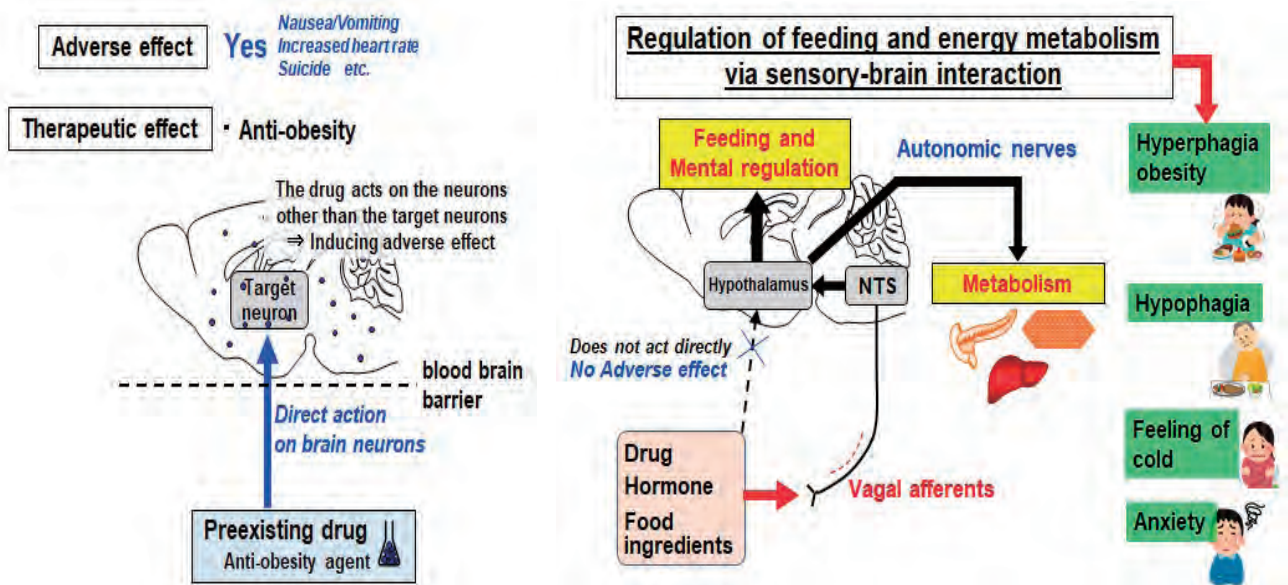 Adverse effect
Yes
Nausea/Vomiting
Increased heart rate
Suicide etc.
Therapeutic effect
· Anti-obesity
The drug acts on the neurons
other than the target neurons
⇒ Inducing adverse effect
Target
neuron
blood brain
barrier
Direct action
on brain neurons
Preexisting drug
Anti-obesity agent
Regulation of feeding and energy metabolism
via sensory-brain interaction
Feeding and
Mental regulation
Autonomic nerves
Hypothalamus
NTS
Metabolism
Does not act directly
No Adverse effect
Drug
Hormone
Food
ingredients
Vagal afferents
Hyperphagia
obesity
Hypophagia
Feeling of
cold
Anxiety